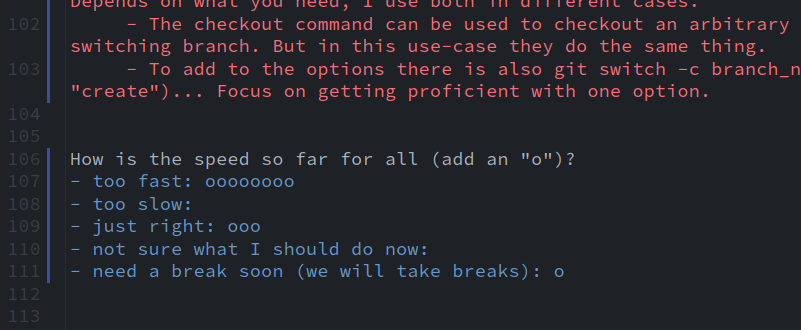 Depends on what you need, I use both in different cases.
102 - The checkout command can be used to checkout an arbitrary
switching branch. But in this use-case they do the same thing.
103 - To add to the options there is also git switch -c branch_n
"create")... Focus on getting proficient with one option.
104
105
106 How is the speed so far for all (add an "o")?
107 - too fast: oooooooo
108 - too slow:
109 - just right: ooo
110 - not sure what I should do now:
111 - need a break soon (we will take breaks): o
112
113